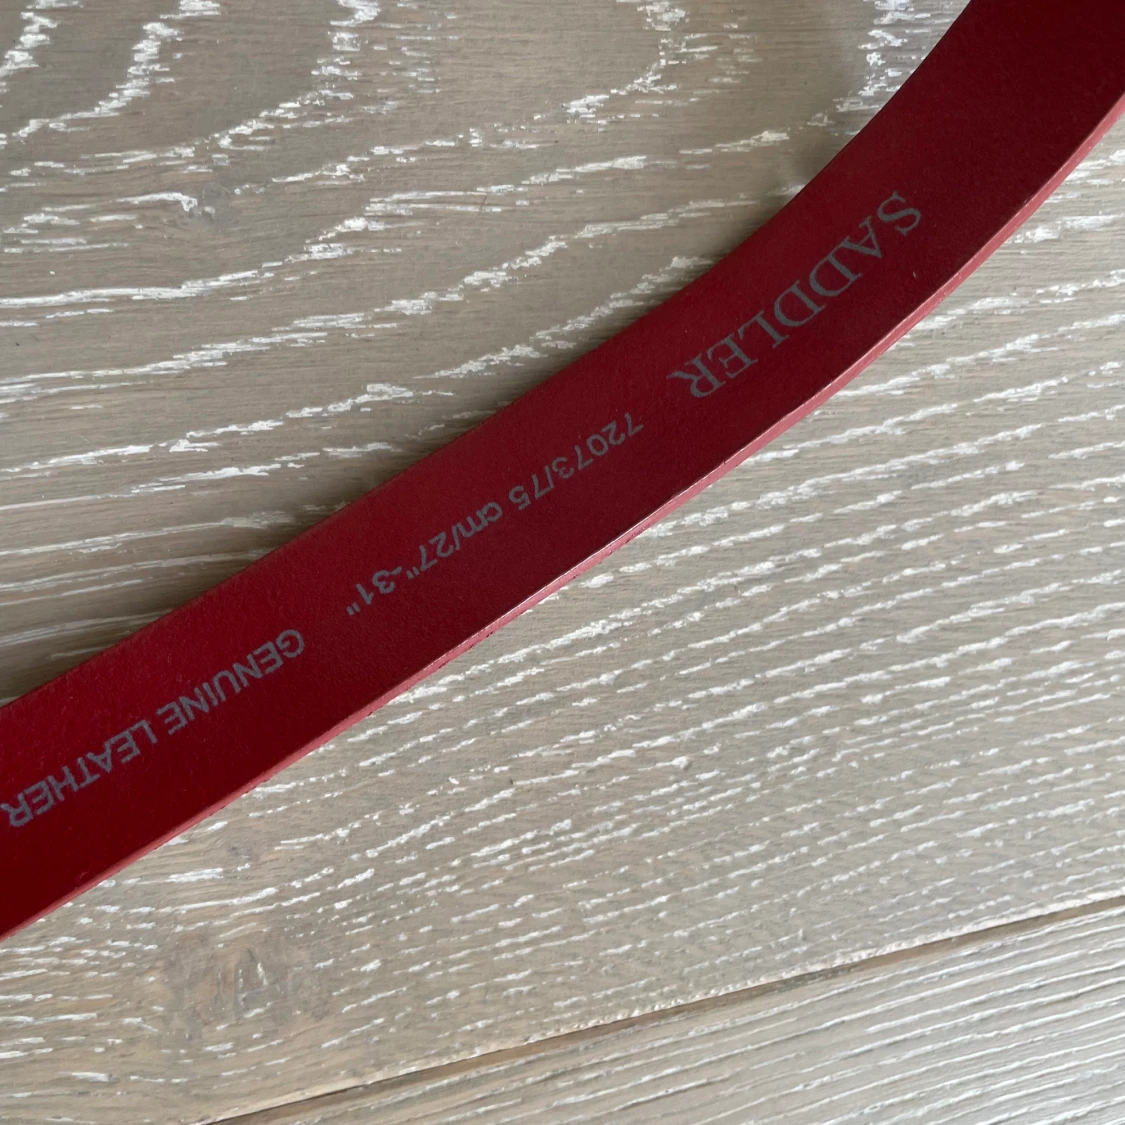 SADDLER
72073/75 cm/27"-31"
GENUINE LEATHER